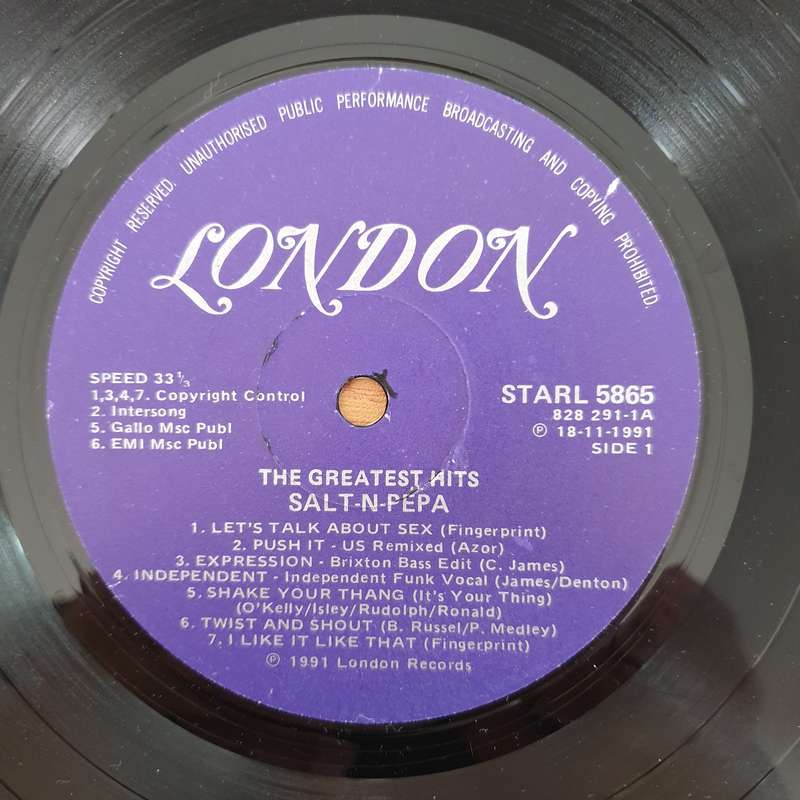 COPYRIGHT RESERVED. UNAUTHORISED PUBLIC PERFORMANCE BROADCASTING AND COPYING PROHIBITED.
LONDON
SPEED 33⅓
1,3,4,7. Copyright Control
2. Intersong
5. Gallo Msc Publ
6. EMI Msc Publ
STARL 5865
828 291-1A
℗ 18-11-1991
SIDE 1
THE GREATEST HITS
SALT-N-PEPA
1. LET'S TALK ABOUT SEX (Fingerprint)
2. PUSH IT - US Remixed (Azor)
3. EXPRESSION - Brixton Bass Edit (C. James)
4. INDEPENDENT - Independent Funk Vocal (James/Denton)
5. SHAKE YOUR THANG (It's Your Thing)
(O'Kelly/Isley/Rudolph/Ronald)
6. TWIST AND SHOUT (B. Russel/P. Medley)
7. I LIKE IT LIKE THAT (Fingerprint)
℗ 1991 London Records